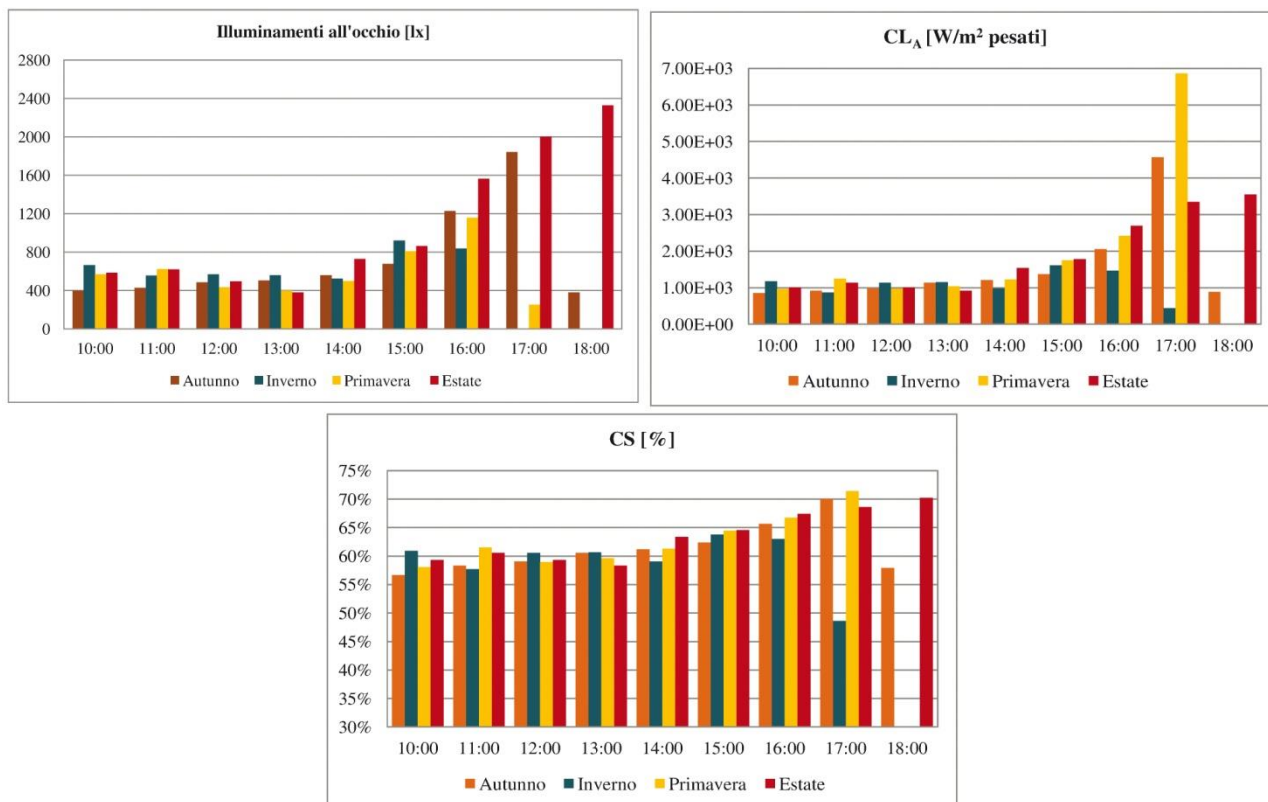 Illuminamenti all'occhio [lx]
2800
2400
2000
1600
1200
800
400
0
10:00 11:00 12:00 13:00 14:00 15:00 16:00 17:00 18:00
Autunno Inverno Primavera Estate
CLA [W/m² pesati]
7.00E+03
6.00E+03
5.00E+03
4.00E+03
3.00E+03
2.00E+03
1.00E+03
0.00E+00
10:00 11:00 12:00 13:00 14:00 15:00 16:00 17:00 18:00
Autunno Inverno Primavera Estate
CS [%]
75%
70%
65%
60%
55%
50%
45%
40%
35%
30%
10:00 11:00 12:00 13:00 14:00 15:00 16:00 17:00 18:00
Autunno Inverno Primavera Estate